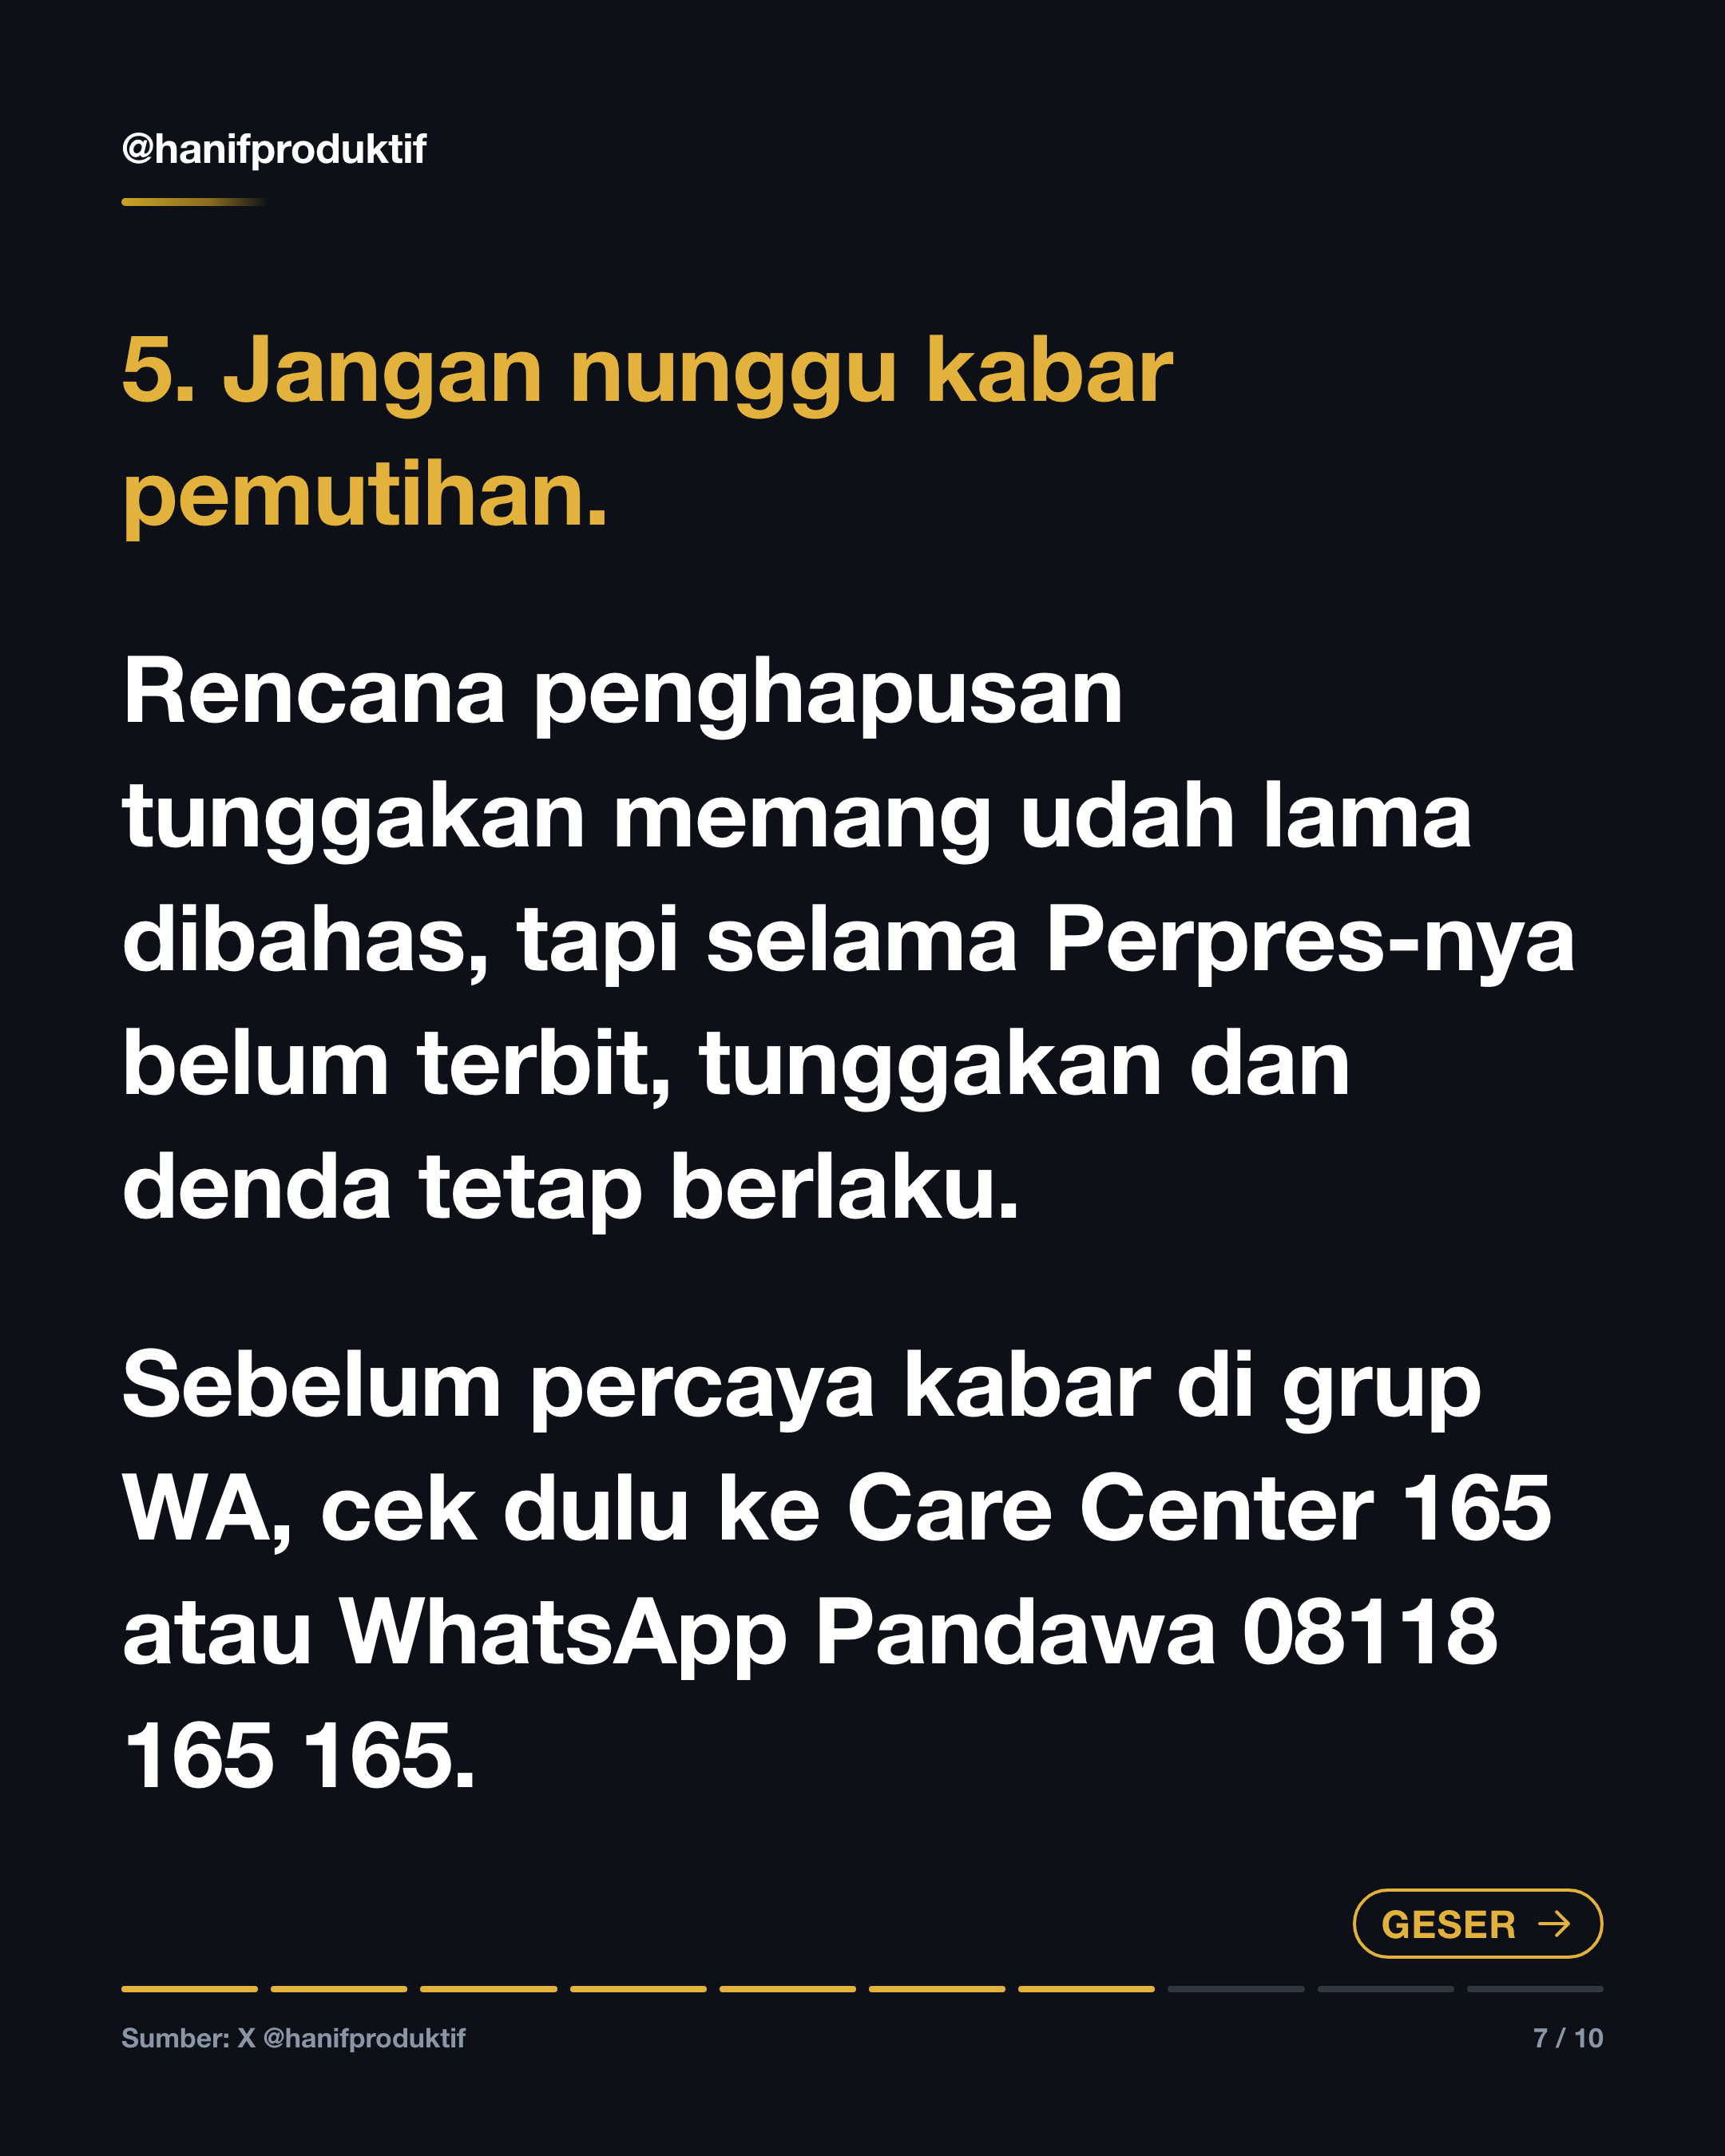 @hanifproduktif
5. Jangan nunggu kabar
pemutihan.
Rencana penghapusan
tunggakan memang udah lama
dibahas, tapi selama Perpres-nya
belum terbit, tunggakan dan
denda tetap berlaku.
Sebelum percaya kabar di grup
WA, cek dulu ke Care Center 165
atau WhatsApp Pandawa 08118
165 165.
GESER →
Sumber: X @hanifproduktif
7 / 10